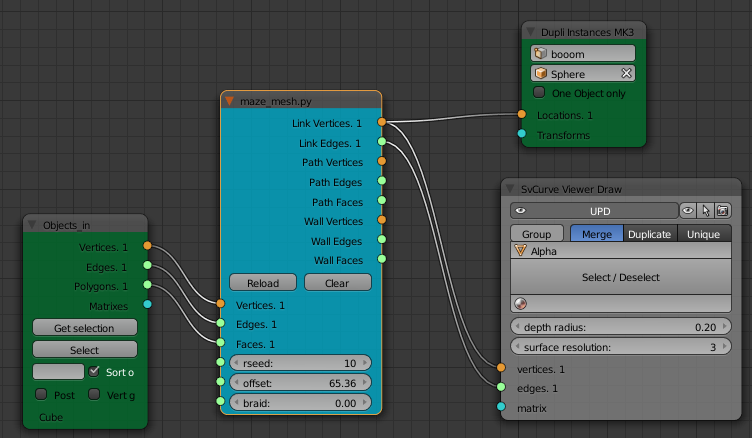 Dupli Instances MK3
booom
Sphere
One Object only
Locations. 1
Transforms
maze_mesh.py
Link Vertices. 1
Link Edges. 1
Path Vertices
Path Edges
Path Faces
Wall Vertices
Wall Edges
Wall Faces
Reload Clear
Vertices. 1
Edges. 1
Faces. 1
rseed: 10
offset: 65.36
braid: 0.00
Objects_in
Vertices. 1
Edges. 1
Polygons. 1
Matrixes
Get selection
Select
Sort o
Post Vert g
Cube
SvCurve Viewer Draw
UPD
Group Merge Duplicate Unique
Alpha
Select / Deselect
depth radius: 0.20
surface resolution: 3
vertices. 1
edges. 1
matrix